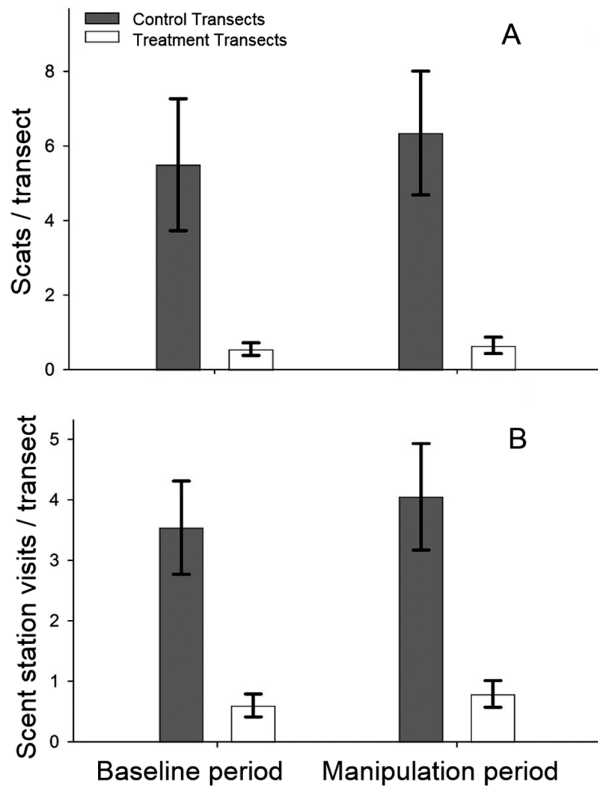 Control Transects
Treatment Transects
A
8
6
4
2
0
Scats / transect
B
5
4
3
2
1
0
Scent station visits / transect
Baseline period
Manipulation period